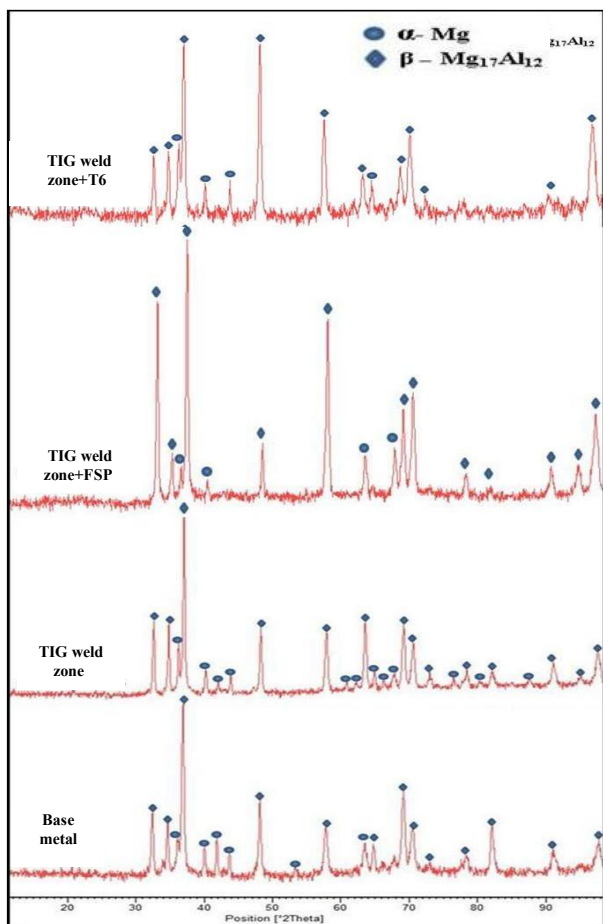 α- Mg
g₁₇Al₁₂
β – Mg₁₇Al₁₂
TIG weld
zone+T6
TIG weld
zone+FSP
TIG weld
zone
Base
metal
20 30 40 50 60 70 80 90
Position [°2Theta]